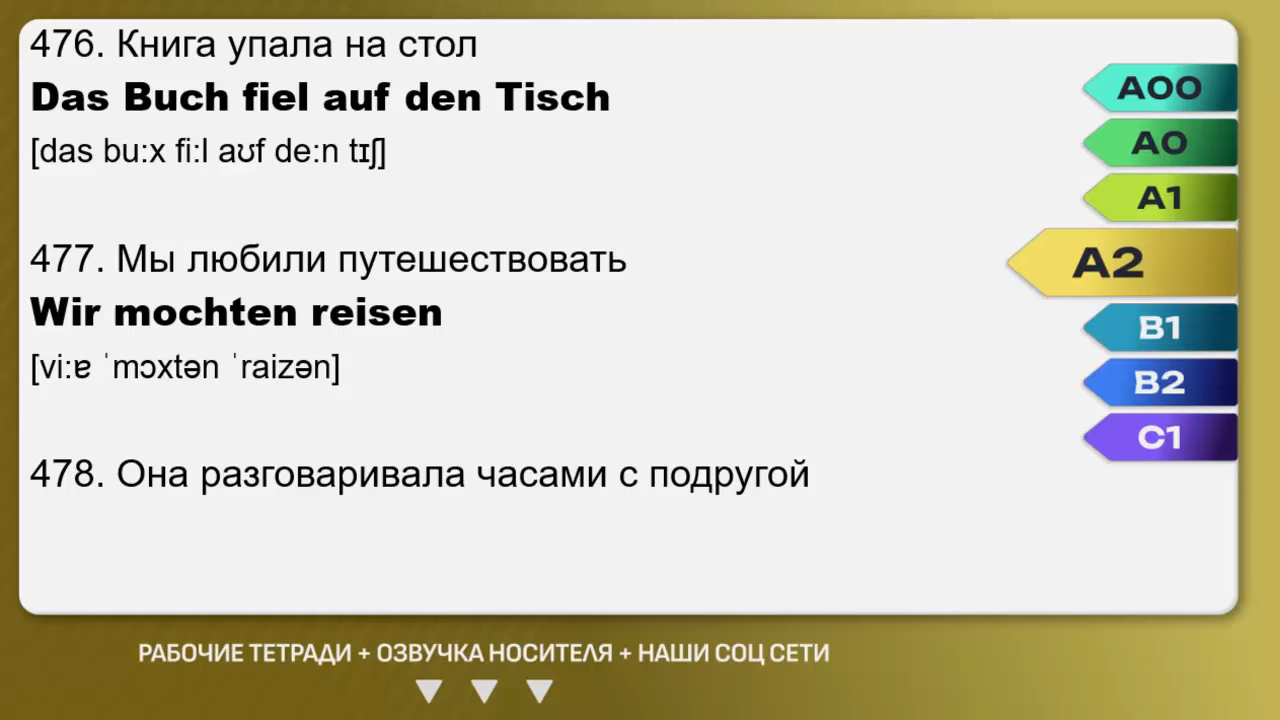 476. Книга упала на стол
Das Buch fiel auf den Tisch
[das bu:x fi:l aʊf de:n tɪʃ]
477. Мы любили путешествовать
Wir mochten reisen
[vi:ɐ ˈmɔxtən ˈraizən]
478. Она разговаривала часами с подругой
A00
A0
A1
A2
B1
B2
C1
РАБОЧИЕ ТЕТРАДИ + ОЗВУЧКА НОСИТЕЛЯ + НАШИ СОЦ СЕТИ